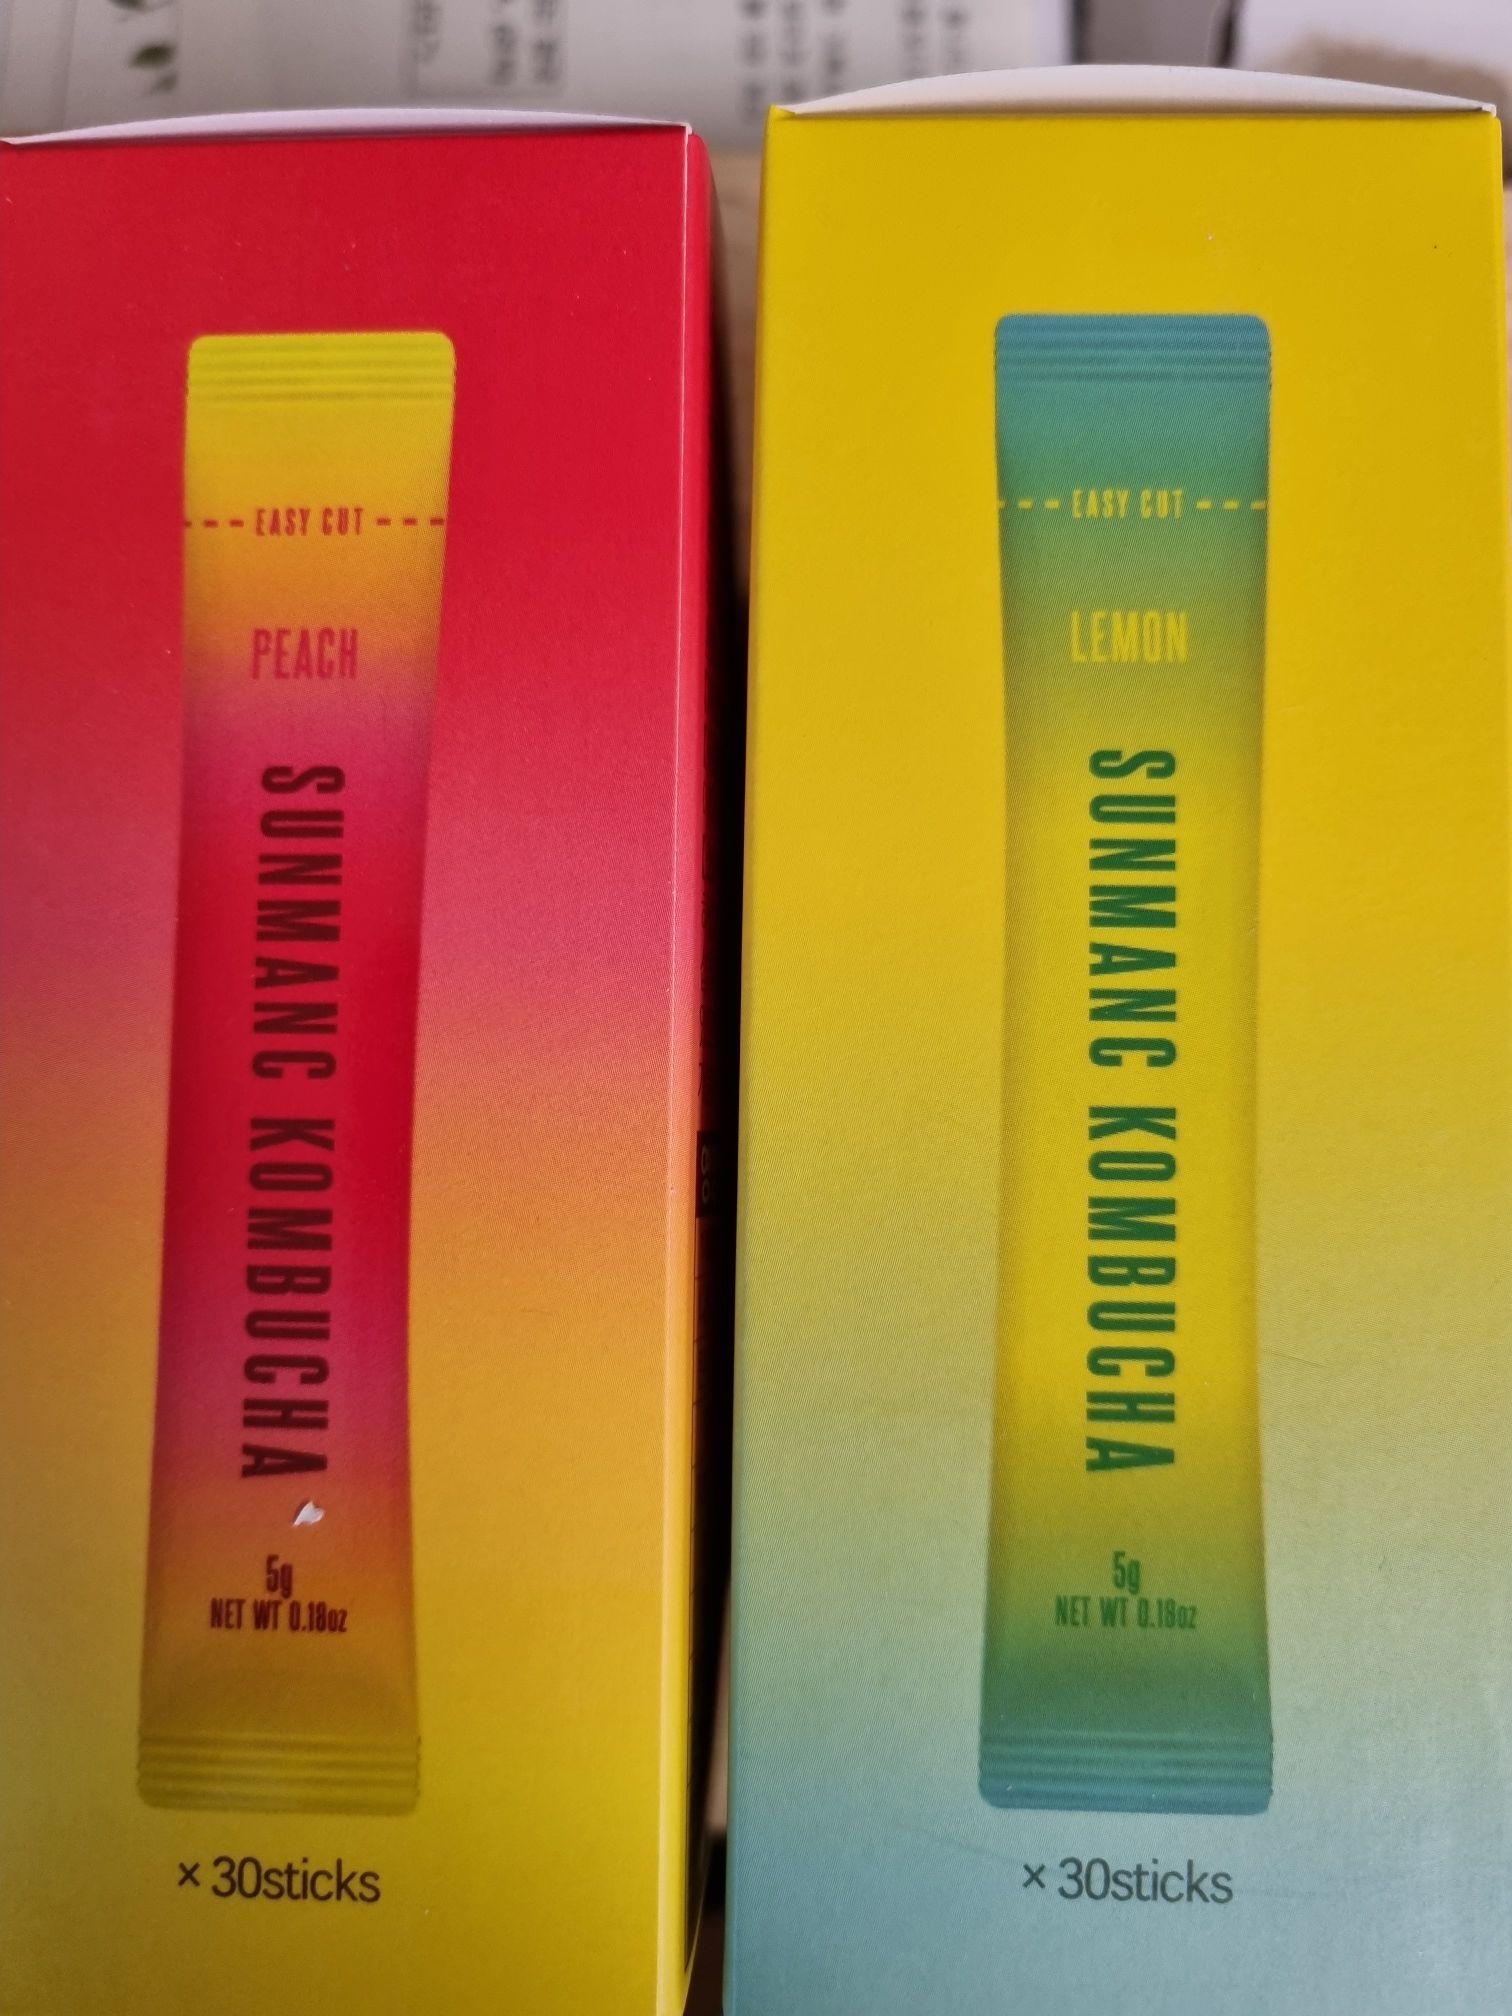 EASY CUT
PEACH
SUNMANC KOMBUCHA
5g
NET WT 0.18oz
× 30sticks
EASY CUT
LEMON
SUNMANC KOMBUCHA
5g
NET WT 0.18oz
× 30sticks